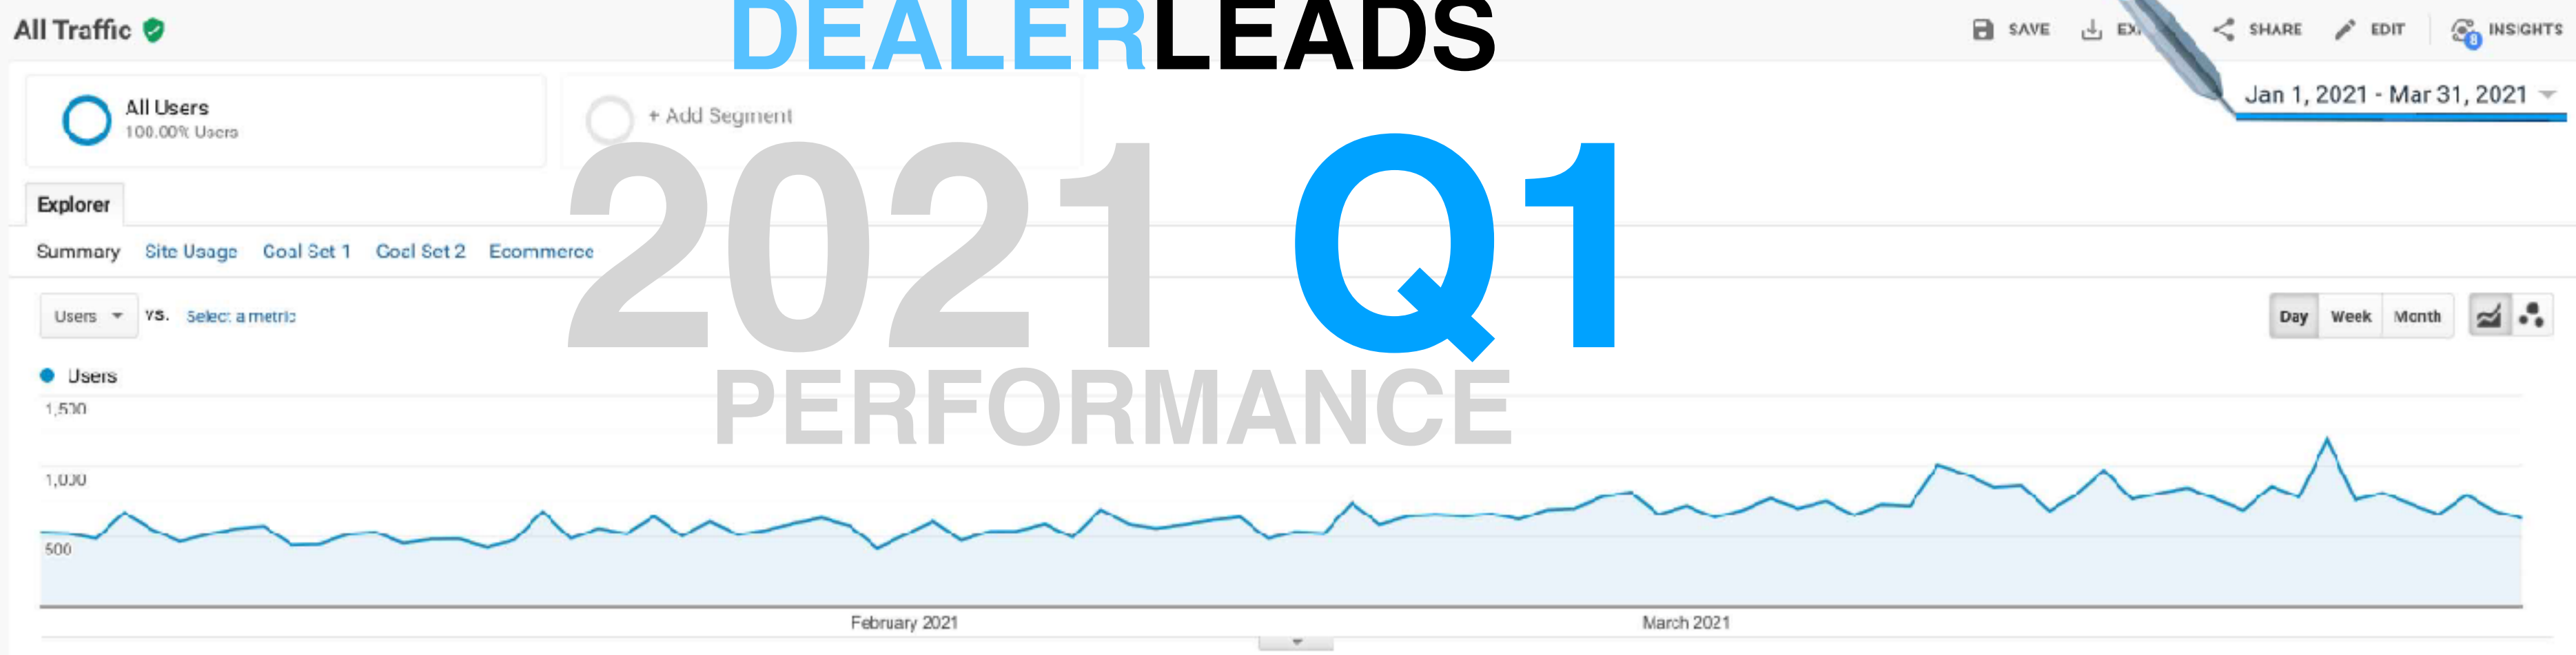 All Traffic
DEALERLEADS
SAVE
SHARE
EDIT
8
INSIGHTS
All Users
100.00% Users
+ Add Segment
Jan 1, 2021 - Mar 31, 2021
2021 Q1
Explorer
Summary Site Usage Goal Set 1 Goal Set 2 Ecommerce
Users VS. Select a metric
Day Week Month
PERFORMANCE
Users
1,500
1,000
500
February 2021 March 2021